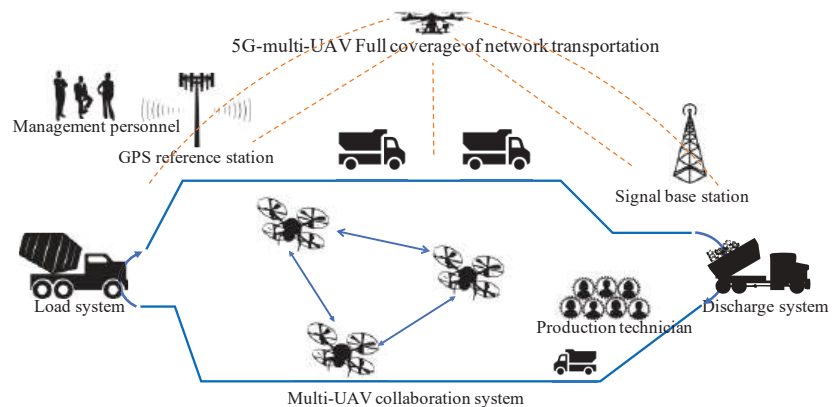 5G-multi-UAV Full coverage of network transportation
Management personnel
GPS reference station
Signal base station
Load system
Discharge system
Production technician
Multi-UAV collaboration system